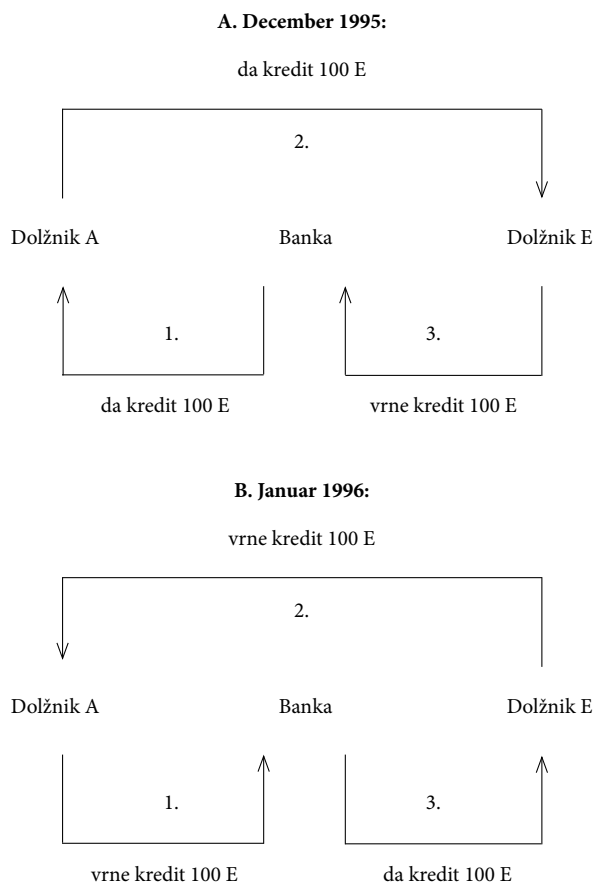 A. December 1995:
da kredit 100 E
2.
Dolžnik A Banka Dolžnik E
1. 3.
da kredit 100 E vrne kredit 100 E
B. Januar 1996:
vrne kredit 100 E
2.
Dolžnik A Banka Dolžnik E
1. 3.
vrne kredit 100 E da kredit 100 E